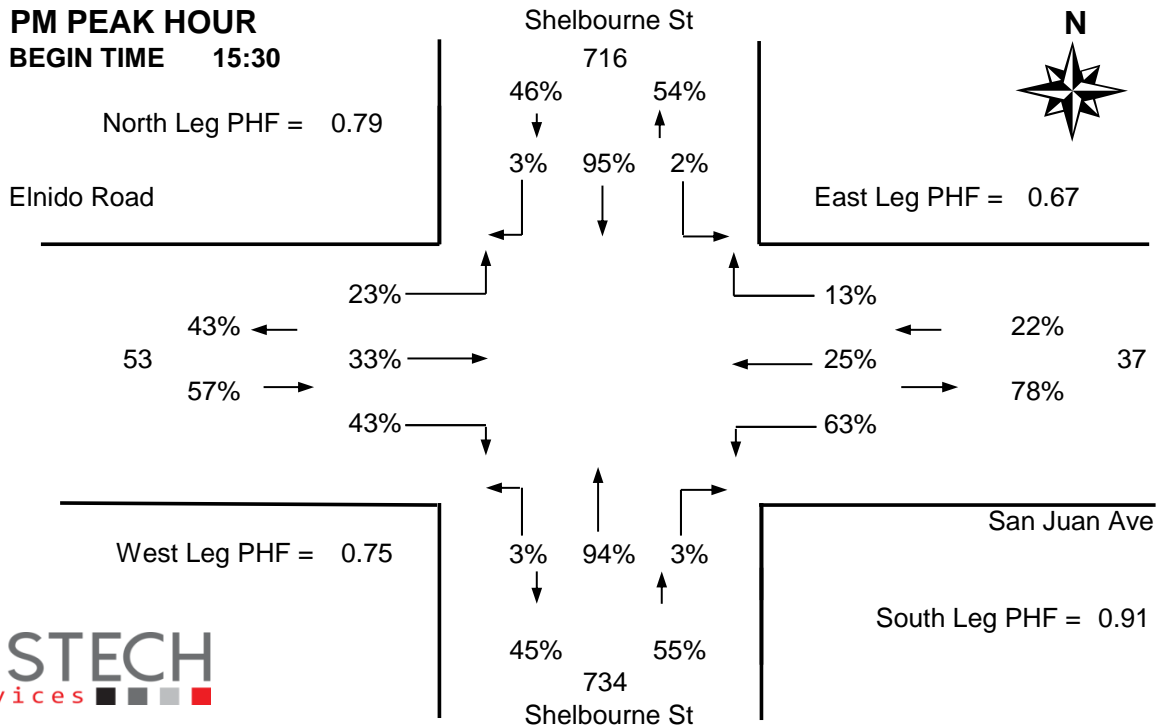 PM PEAK HOUR
BEGIN TIME 15:30
Shelbourne St
716
N
46% 54%
North Leg PHF = 0.79
3% 95% 2%
Elnido Road
East Leg PHF = 0.67
23% 13%
43% 22%
53 33% 25% 37
57% 78%
43% 63%
San Juan Ave
West Leg PHF = 0.75
3% 94% 3%
South Leg PHF = 0.91
45% 55%
734
Shelbourne St
STECH
vices